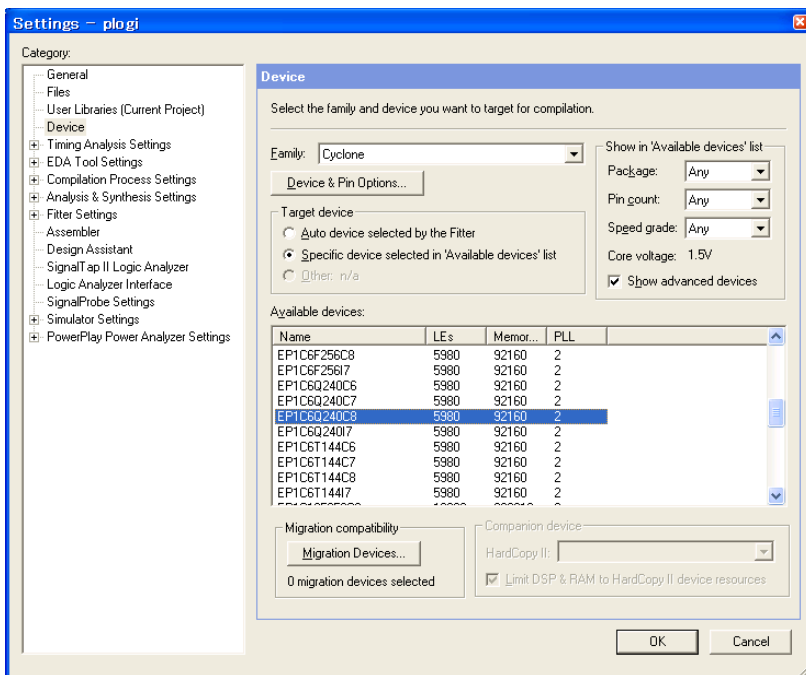 Settings - plogi
Category:
General
Files
User Libraries (Current Project)
Device
Timing Analysis Settings
EDA Tool Settings
Compilation Process Settings
Analysis & Synthesis Settings
Fitter Settings
Assembler
Design Assistant
SignalTap II Logic Analyzer
Logic Analyzer Interface
SignalProbe Settings
Simulator Settings
PowerPlay Power Analyzer Settings
Device
Select the family and device you want to target for compilation.
Family: Cyclone
Device & Pin Options...
Target device
Auto device selected by the Fitter
Specific device selected in 'Available devices' list
Other: n/a
Show in 'Available devices' list
Package: Any
Pin count: Any
Speed grade: Any
Core voltage: 1.5V
Show advanced devices
Available devices:
Name LEs Memor... PLL
EP1C6F256C8 5980 92160 2
EP1C6F256I7 5980 92160 2
EP1C6Q240C6 5980 92160 2
EP1C6Q240C7 5980 92160 2
EP1C6Q240C8 5980 92160 2
EP1C6Q240I7 5980 92160 2
EP1C6T144C6 5980 92160 2
EP1C6T144C7 5980 92160 2
EP1C6T144C8 5980 92160 2
EP1C6T144I7 5980 92160 2
Migration compatibility
Migration Devices...
0 migration devices selected
Companion device
HardCopy II:
Limit DSP & RAM to HardCopy II device resources
OK Cancel